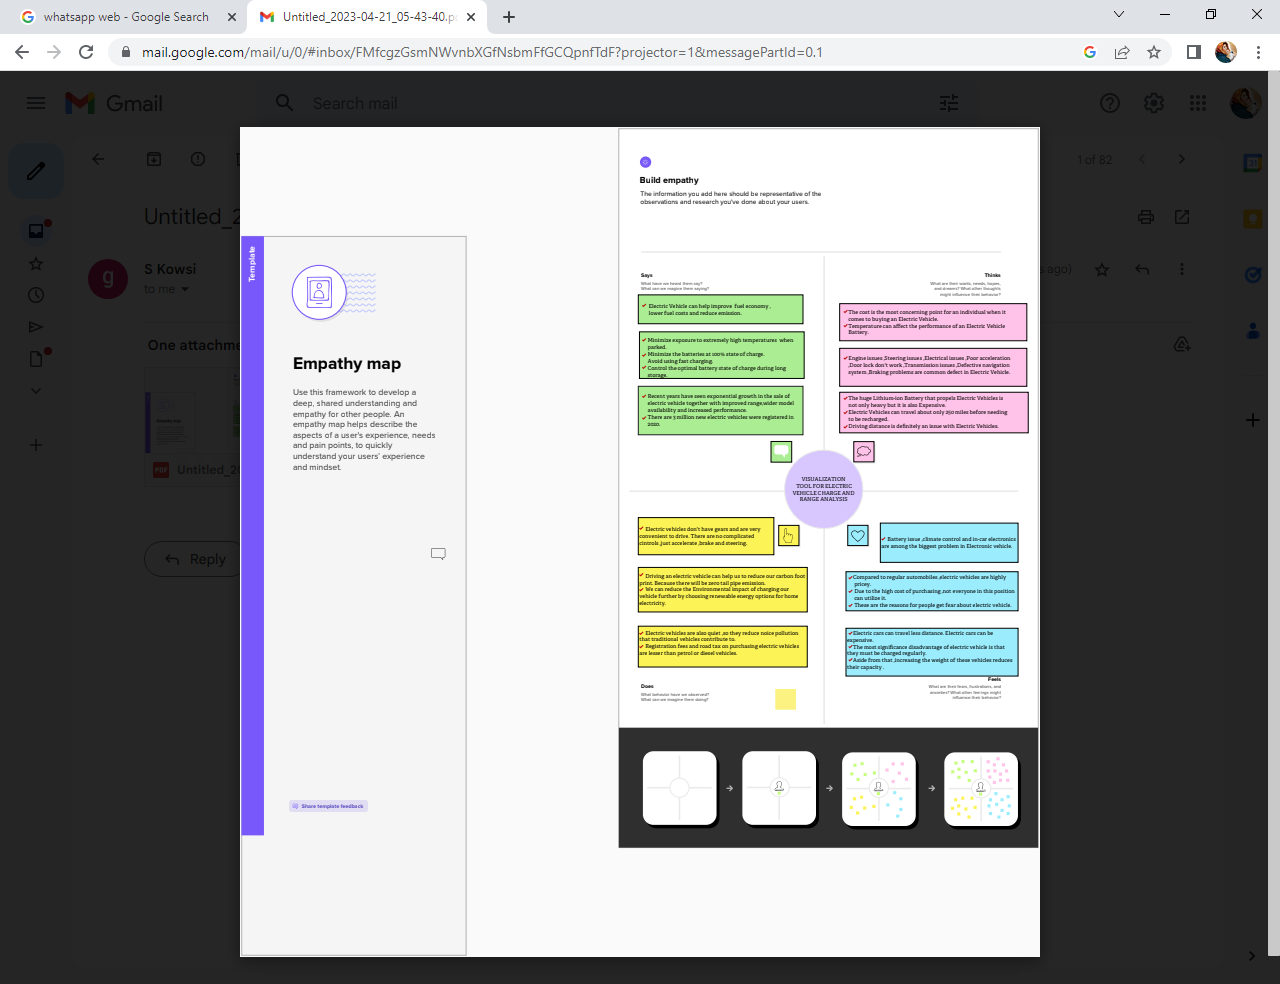 whatsapp web - Google Search
Untitled_2023-04-21_05-43-40.p
mail.google.com/mail/u/0/#inbox/FMfcgzGsmNWvnbXGfNsbmFfGCQpnfTdF?projector=1&messagePartId=0.1
Gmail
Search mail
1 of 82
Untitled_2
g
S Kowsi
to me
s ago)
One attachme
PDF
Untitled_20
Reply
Template
Empathy map
Use this framework to develop a
deep, shared understanding and
empathy for other people. An
empathy map helps describe the
aspects of a user's experience, needs
and pain points, to quickly
understand your users' experience
and mindset.
Share template feedback
Build empathy
The information you add here should be representative of the
observations and research you've done about your users.
Says
What have we heard them say?
What can we imagine them saying?
Electric Vehicle can help improve fuel economy ,
lower fuel costs and reduce emission.
Minimize exposure to extremely high temperatures when
parked.
Minimize the batteries at 100% state of charge.
Avoid using fast charging.
Control the optimal battery state of charge during long
storage.
Recent years have seen exponential growth in the sale of
electric vehicle together with improved range,wider model
availability and increased performance.
There are 3 million new electric vehicles were registered in
2020.
Thinks
What are their wants, needs, hopes,
and dreams? What other thoughts
might influence their behavior?
The cost is the most concerning point for an individual when it
comes to buying an Electric Vehicle.
Temperature can affect the performance of an Electric Vehicle
Battery.
Engine issues ,Steering issues ,Electrical issues ,Poor acceleration
,Door lock don't work ,Transmission issues ,Defective navigation
system ,Braking problems are common defect in Electric Vehicle.
The huge Lithium-ion Battery that propels Electric Vehicles is
not only heavy but it is also Expensive.
Electric Vehicles can travel about only 250 miles before needing
to be recharged.
Driving distance is definitely an issue with Electric Vehicles.
VISUALIZATION
TOOL FOR ELECTRIC
VEHICLE CHARGE AND
RANGE ANALYSIS
Electric vehicles don't have gears and are very
convenient to drive. There are no complicated
cintrols ,just accelerate ,brake and steering.
Driving an electric vehicle can help us to reduce our carbon foot
print. Because there will be zero tail pipe emission.
We can reduce the Environmental impact of charging our
vehicle further by choosing renewable energy options for home
electricity.
Electric vehicles are also quiet ,so they reduce noice pollution
that traditional vehicles contribute to.
Registration fees and road tax on purchasing electric vehicles
are lesser than petrol or diesel vehicles.
Does
What behavior have we observed?
What can we imagine them doing?
Battery issue ,climate control and in-car electronics
are among the biggest problem in Electronic vehicle.
Compared to regular automobiles ,electric vehicles are highly
pricey.
Due to the high cost of purchasing ,not everyone in this position
can utilize it.
These are the reasons for people get fear about electric vehicle.
Electric cars can travel less distance. Electric cars can be
expensive.
The most significance disadvantage of electric vehicle is that
they must be charged regularly.
Aside from that ,increasing the weight of these vehicles reduces
their capacity .
Feels
What are their fears, frustrations, and
anxieties? What other feelings might
influence their behavior?